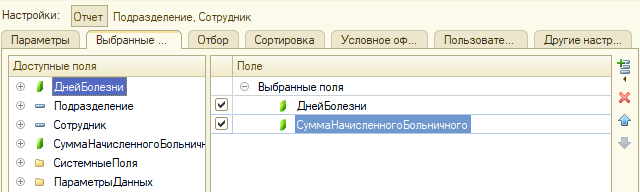 Настройки: Отчет Подразделение, Сотрудник
Параметры Выбранные ... Отбор Сортировка Условное оф... Пользовате... Другие настр...
Доступные поля
ДнейБолезни
Подразделение
Сотрудник
СуммаНачисленногоБольничн
СистемныеПоля
ПараметрыДанных
Поле
Выбранные поля
ДнейБолезни
СуммаНачисленногоБольничного